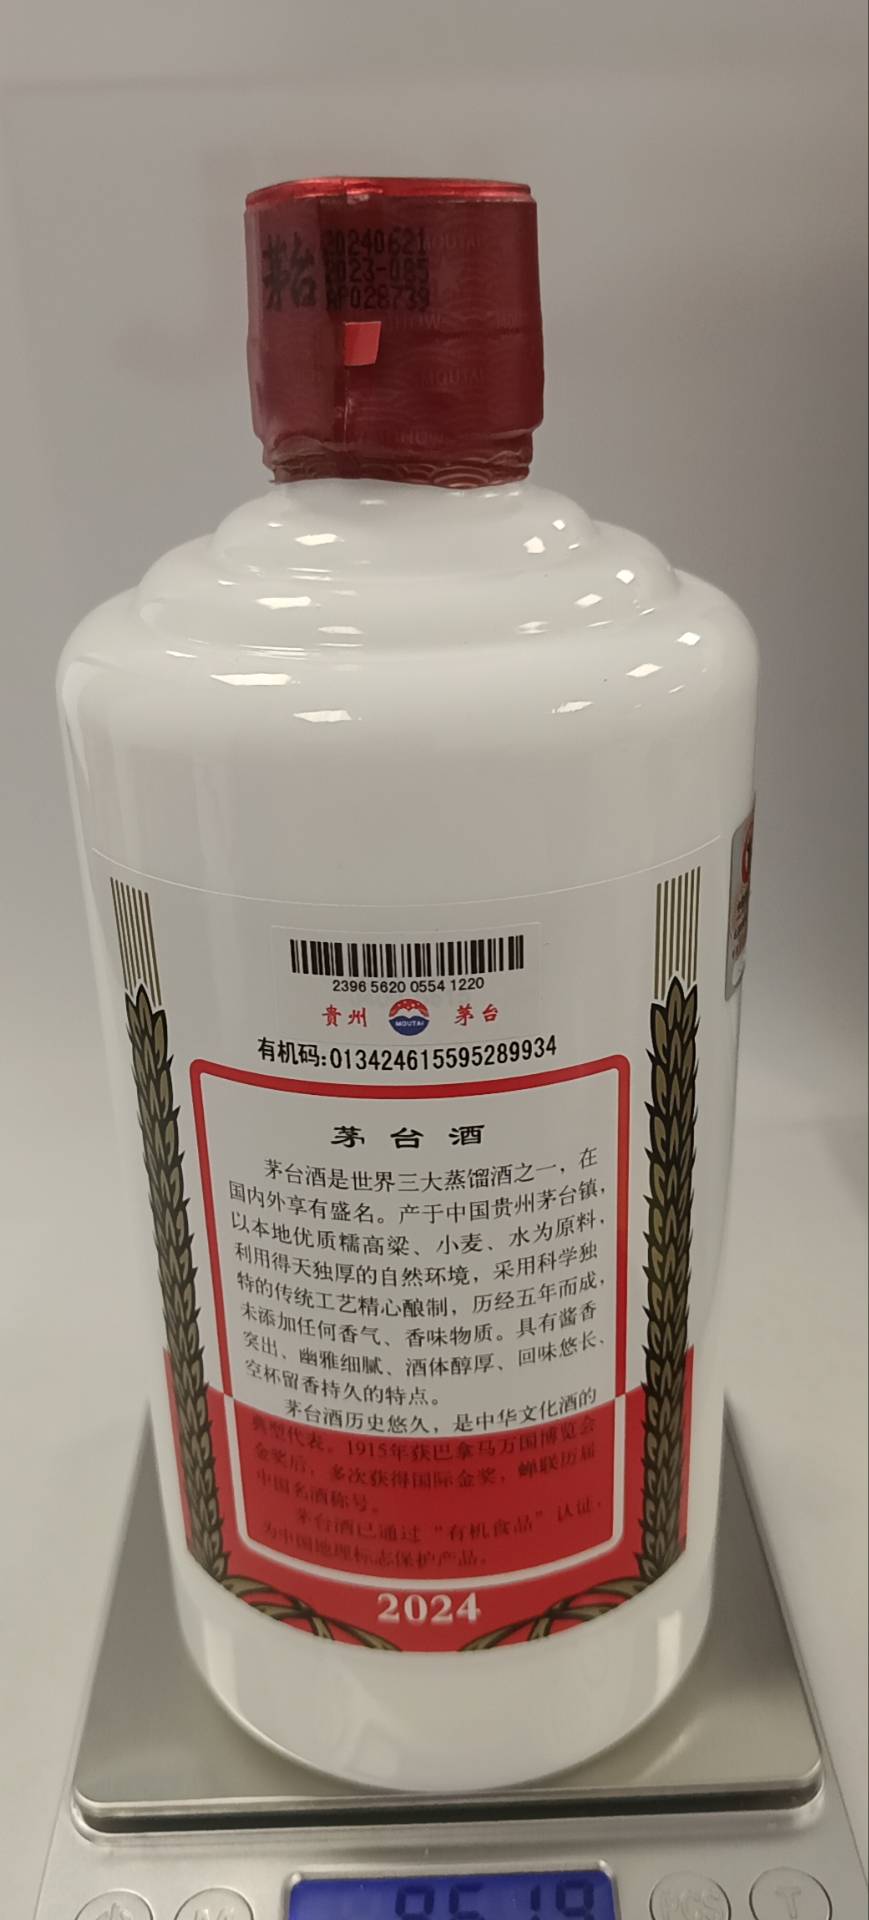 茅台
20240621
2023-085
AP028739
MOUTAI
2396 5620 0554 1220
贵州 MOUTAI 茅台
有机码:013424615595289934
茅台酒
茅台酒是世界三大蒸馏酒之一，在
国内外享有盛名。产于中国贵州茅台镇，
以本地优质糯高粱、小麦、水为原料，
利用得天独厚的自然环境，采用科学独
特的传统工艺精心酿制，历经五年而成，
未添加任何香气、香味物质。具有酱香
突出、幽雅细腻、酒体醇厚、回味悠长、
空杯留香持久的特点。
茅台酒历史悠久，是中华文化酒的
典型代表。1915年获巴拿马万国博览会
金奖后，多次获得国际金奖，蝉联历届
中国名酒称号。
茅台酒已通过“有机食品”认证，
为中国地理标志保护产品。
2024
PCS
T